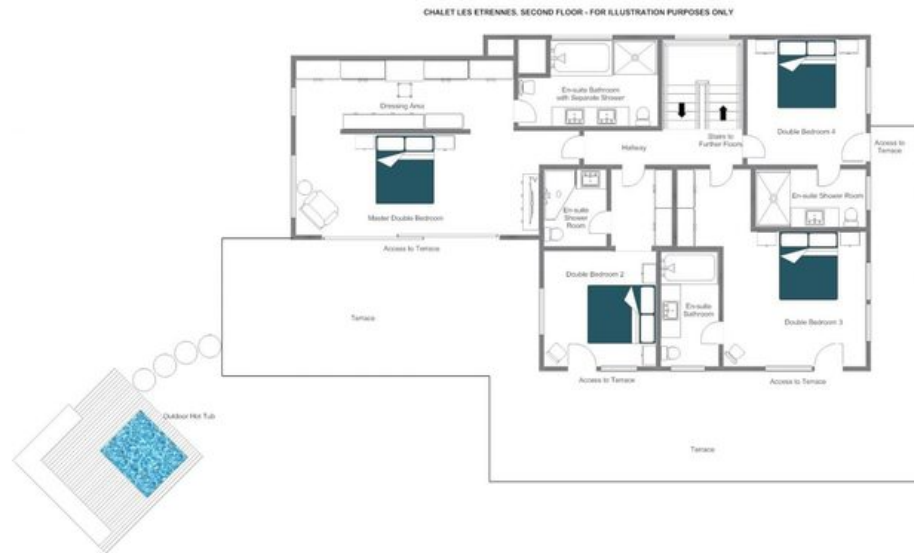 CHALET LES ETRENNES. SECOND FLOOR - FOR ILLUSTRATION PURPOSES ONLY
En-suite Bathroom
with Separate Shower
Dressing Area
Stairs to
Further Floors
Double Bedroom 4
Hallway
Access to
Terrace
Master Double Bedroom
En-suite
Shower
Room
En-suite Shower Room
Access to Terrace
Double Bedroom 2
En-suite
Bathroom
Double Bedroom 3
Terrace
Access to Terrace
Access to Terrace
Outdoor Hot Tub
Terrace